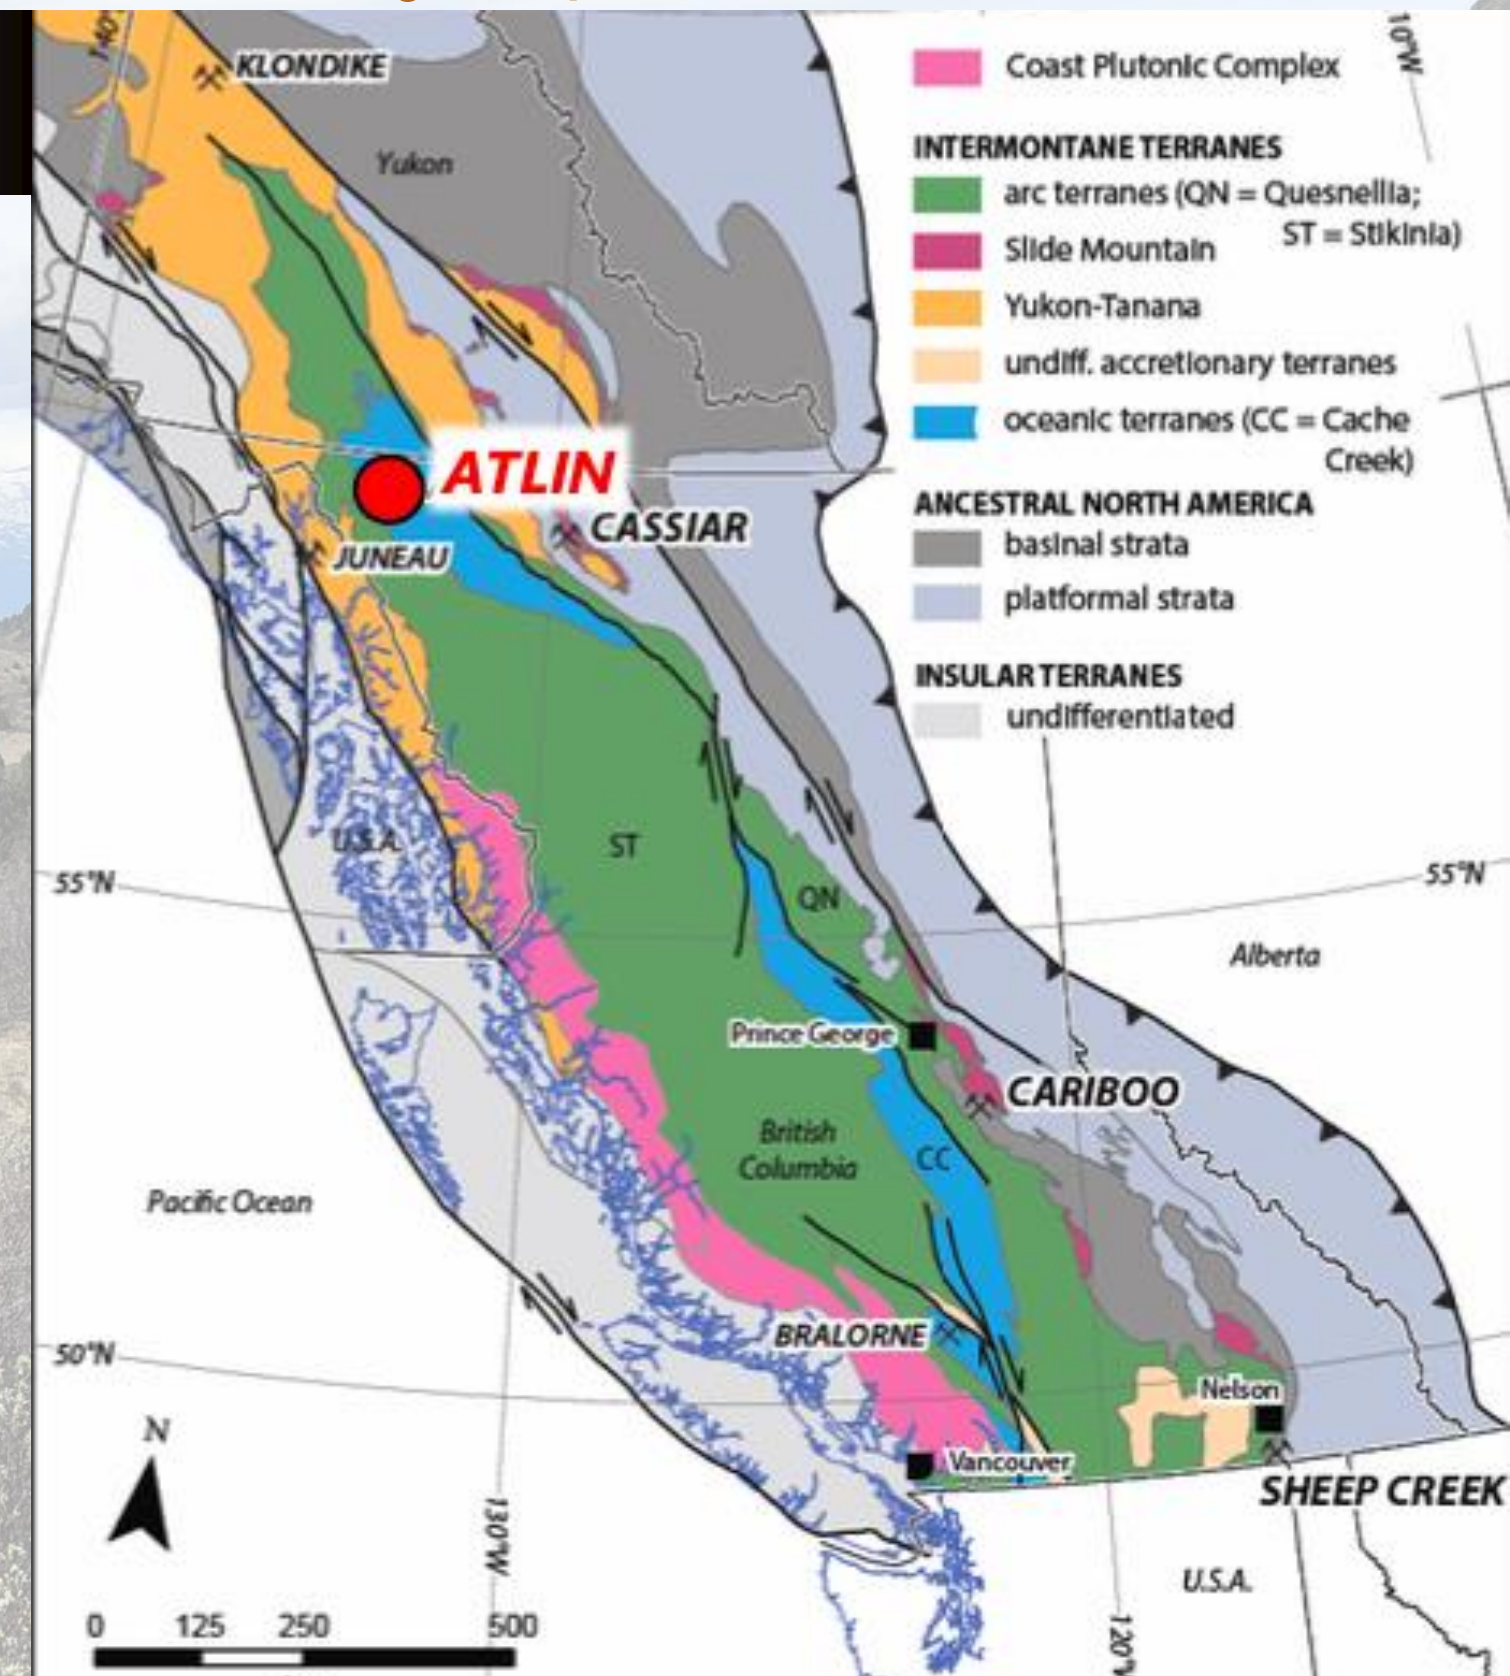 140°
10°W
KLONDIKE
Yukon
Coast Plutonic Complex
INTERMONTANE TERRANES
arc terranes (QN = Quesnellia;
ST = Stikinia)
Slide Mountain
Yukon-Tanana
undiff. accretionary terranes
oceanic terranes (CC = Cache
Creek)
ANCESTRAL NORTH AMERICA
basinal strata
platformal strata
INSULAR TERRANES
undifferentiated
ATLIN
CASSIAR
JUNEAU
U.S.A.
ST
QN
55°N
55°N
Alberta
Prince George
CARIBOO
British
Columbia
CC
Pacific Ocean
BRALORNE
50°N
Nelson
Vancouver
SHEEP CREEK
N
130°W
120°W
U.S.A.
0 125 250 500